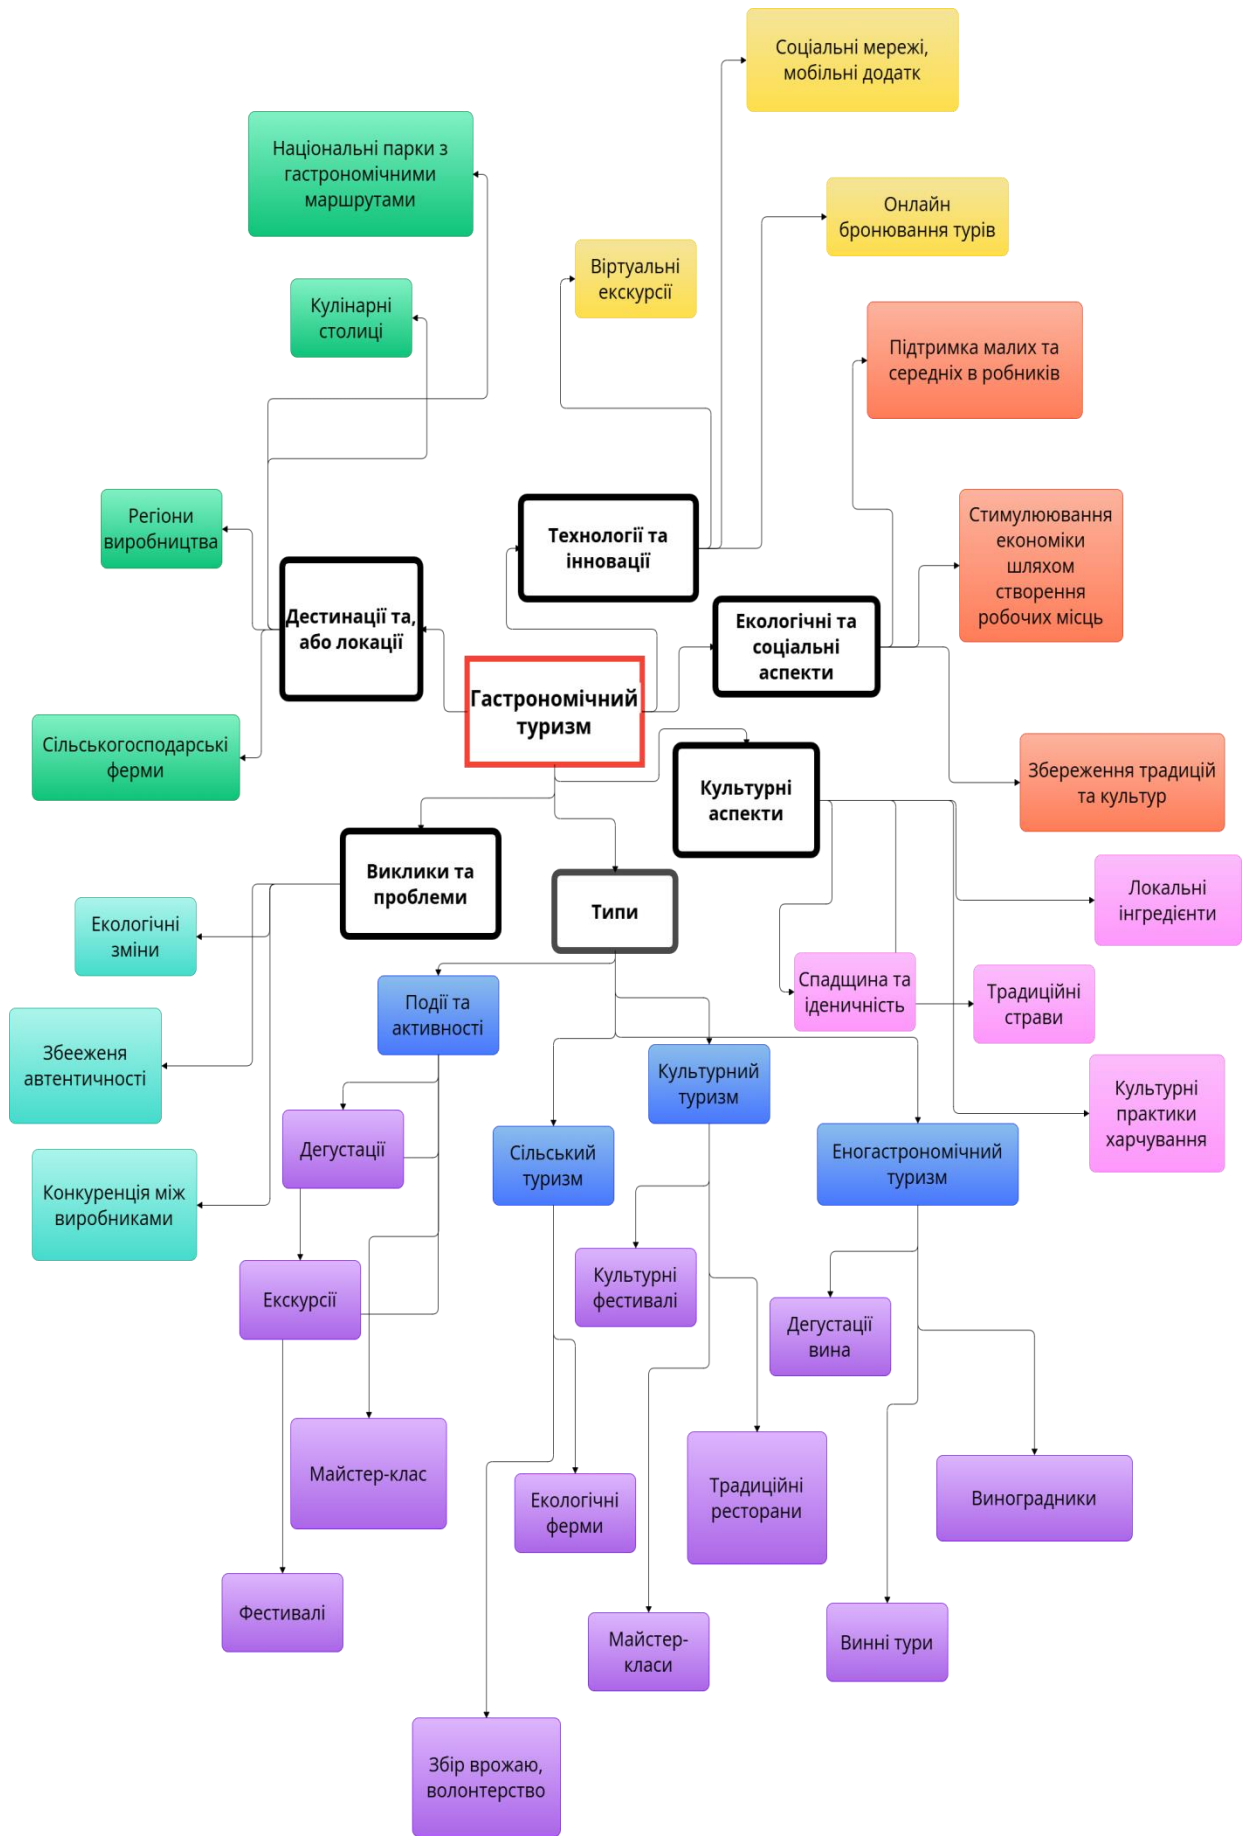 Соціальні мережі,
мобільні додатк
Національні парки з
гастрономічними
маршрутами
Онлайн
бронювання турів
Віртуальні
екскурсії
Кулінарні
столиці
Підтримка малих та
середніх в робників
Регіони
виробництва
Технології та
інновації
Стимулюювання
економіки
шляхом
створення
робочих місць
Дестинації та,
або локації
Екологічні та
соціальні
аспекти
Гастрономічний
туризм
Сільськогосподарські
ферми
Культурні
аспекти
Збереження традицій
та культур
Виклики та
проблеми
Типи
Локальні
інгредієнти
Екологічні
зміни
Події та
активності
Спадщина та
іденичність
Традиційні
страви
Збееженя
автентичності
Культурний
туризм
Культурні
практики
харчування
Дегустації
Сільський
туризм
Еногастрономічний
туризм
Конкуренція між
виробниками
Екскурсії
Культурні
фестивалі
Дегустації
вина
Майстер-клас
Екологічні
ферми
Традиційні
ресторани
Виноградники
Фестивалі
Майстер-
класи
Винні тури
Збір врожаю,
волонтерство